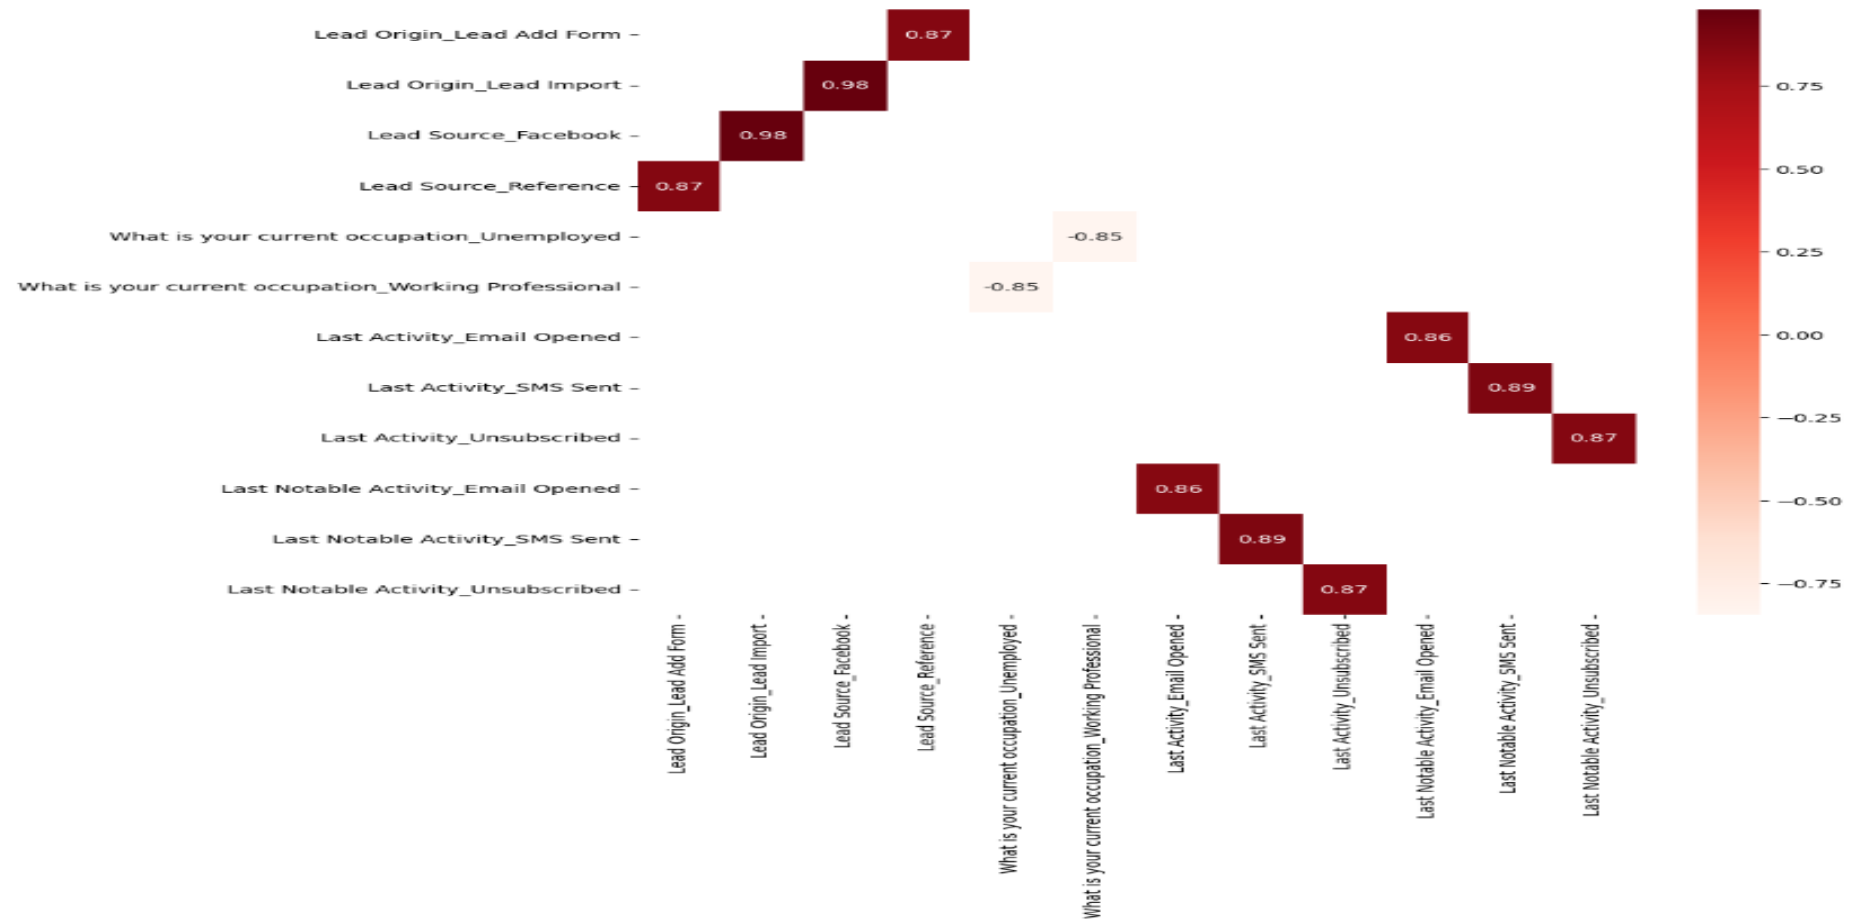 Lead Origin_Lead Add Form
0.87
Lead Origin_Lead Import
0.98
0.75
Lead Source_Facebook
0.98
Lead Source_Reference
0.87
0.50
What is your current occupation_Unemployed
-0.85
0.25
What is your current occupation_Working Professional
-0.85
Last Activity_Email Opened
0.86
0.00
Last Activity_SMS Sent
0.89
Last Activity_Unsubscribed
0.87
−0.25
Last Notable Activity_Email Opened
0.86
−0.50
Last Notable Activity_SMS Sent
0.89
Last Notable Activity_Unsubscribed
0.87
−0.75
Lead Origin_Lead Add Form
Lead Origin_Lead Import
Lead Source_Facebook
Lead Source_Reference
What is your current occupation_Unemployed
What is your current occupation_Working Professional
Last Activity_Email Opened
Last Activity_SMS Sent
Last Activity_Unsubscribed
Last Notable Activity_Email Opened
Last Notable Activity_SMS Sent
Last Notable Activity_Unsubscribed